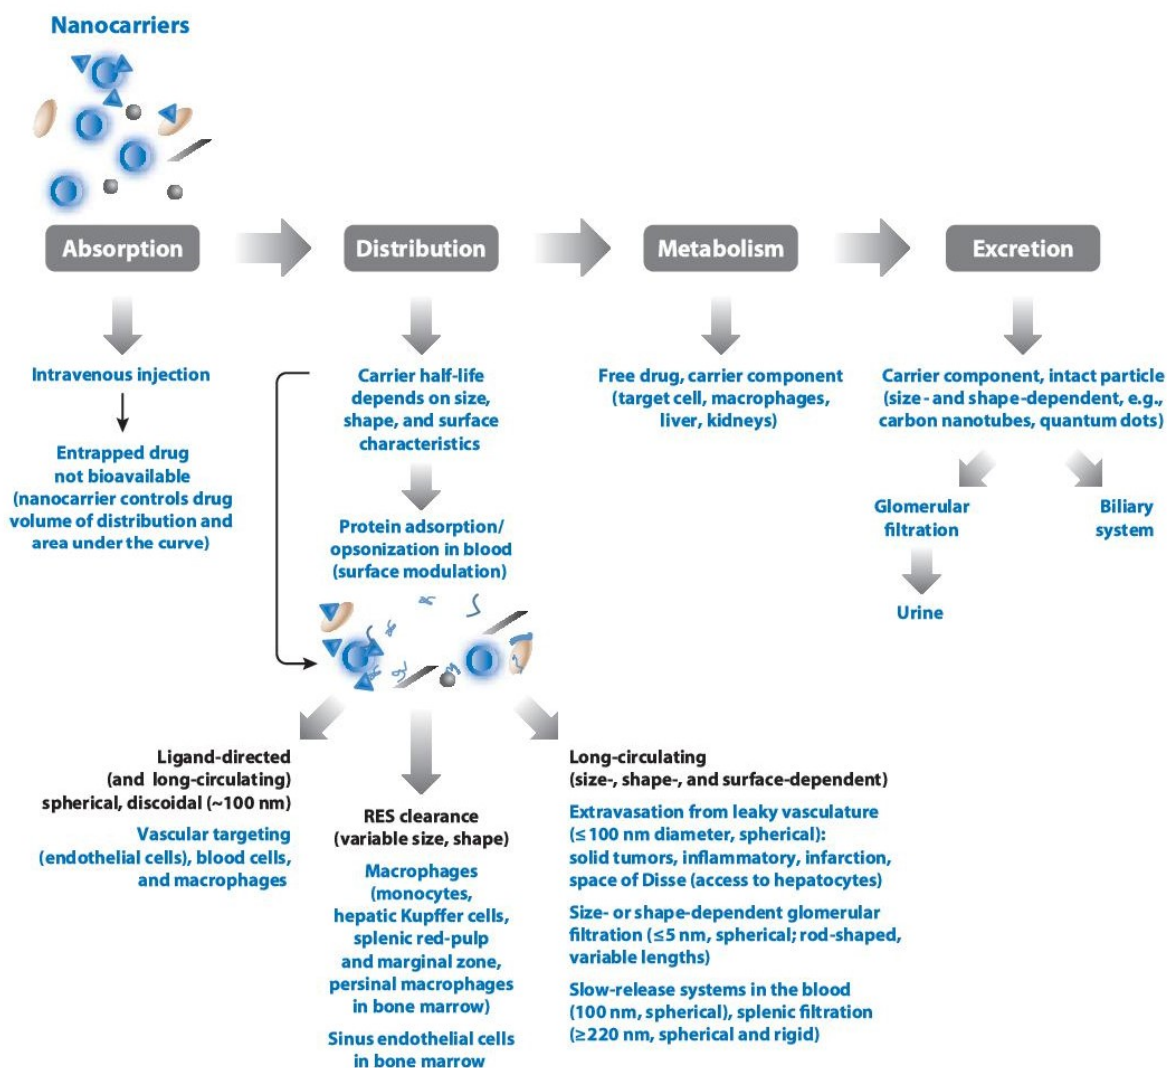 Nanocarriers
Absorption
Distribution
Metabolism
Excretion
Intravenous injection
Entrapped drug
not bioavailable
(nanocarrier controls drug
volume of distribution and
area under the curve)
Carrier half-life
depends on size,
shape, and surface
characteristics
Protein adsorption/
opsonization in blood
(surface modulation)
Free drug, carrier component
(target cell, macrophages,
liver, kidneys)
Carrier component, intact particle
(size- and shape-dependent, e.g.,
carbon nanotubes, quantum dots)
Glomerular
filtration
Biliary
system
Urine
Ligand-directed
(and long-circulating)
spherical, discoidal (~100 nm)
Vascular targeting
(endothelial cells), blood cells,
and macrophages
RES clearance
(variable size, shape)
Macrophages
(monocytes,
hepatic Kupffer cells,
splenic red-pulp
and marginal zone,
persinal macrophages
in bone marrow)
Sinus endothelial cells
in bone marrow
Long-circulating
(size-, shape-, and surface-dependent)
Extravasation from leaky vasculature
(≤ 100 nm diameter, spherical):
solid tumors, inflammatory, infarction,
space of Disse (access to hepatocytes)
Size- or shape-dependent glomerular
filtration (≤5 nm, spherical; rod-shaped,
variable lengths)
Slow-release systems in the blood
(100 nm, spherical), splenic filtration
(≥220 nm, spherical and rigid)